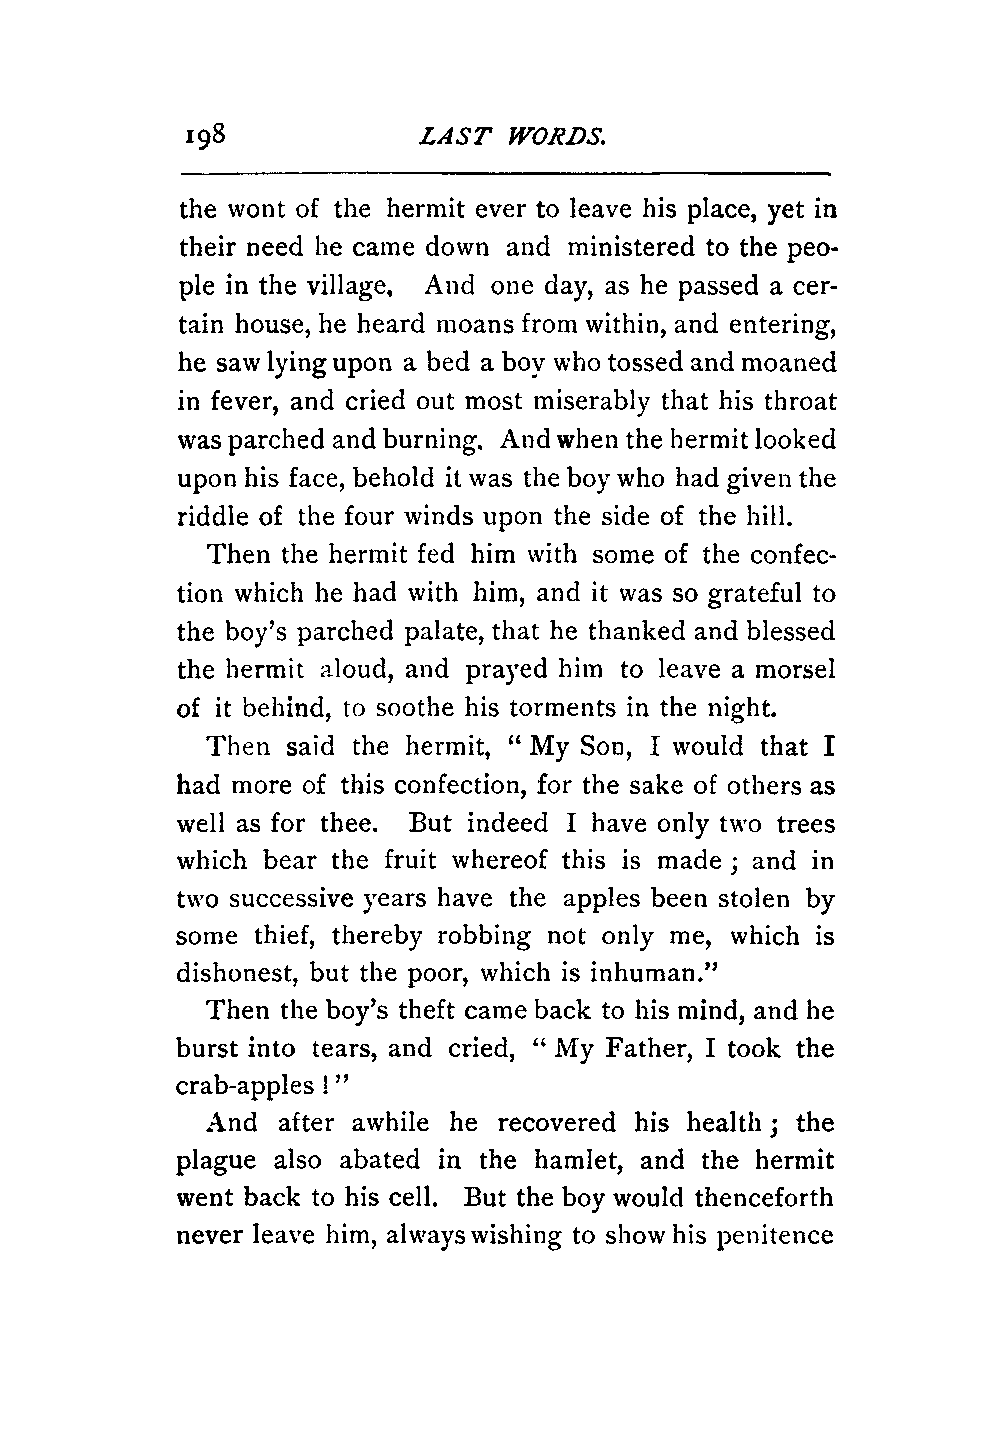 198 LAST WORDS.
the wont of the hermit ever to leave his place, yet in
their need he came down and ministered to the peo-
ple in the village. And one day, as he passed a cer-
tain house, he heard moans from within, and entering,
he saw lying upon a bed a boy who tossed and moaned
in fever, and cried out most miserably that his throat
was parched and burning. And when the hermit looked
upon his face, behold it was the boy who had given the
riddle of the four winds upon the side of the hill.
Then the hermit fed him with some of the confec-
tion which he had with him, and it was so grateful to
the boy's parched palate, that he thanked and blessed
the hermit aloud, and prayed him to leave a morsel
of it behind, to soothe his torments in the night.
Then said the hermit, “ My Son, I would that I
had more of this confection, for the sake of others as
well as for thee. But indeed I have only two trees
which bear the fruit whereof this is made ; and in
two successive years have the apples been stolen by
some thief, thereby robbing not only me, which is
dishonest, but the poor, which is inhuman.”
Then the boy's theft came back to his mind, and he
burst into tears, and cried, “ My Father, I took the
crab-apples ! ”
And after awhile he recovered his health ; the
plague also abated in the hamlet, and the hermit
went back to his cell. But the boy would thenceforth
never leave him, always wishing to show his penitence